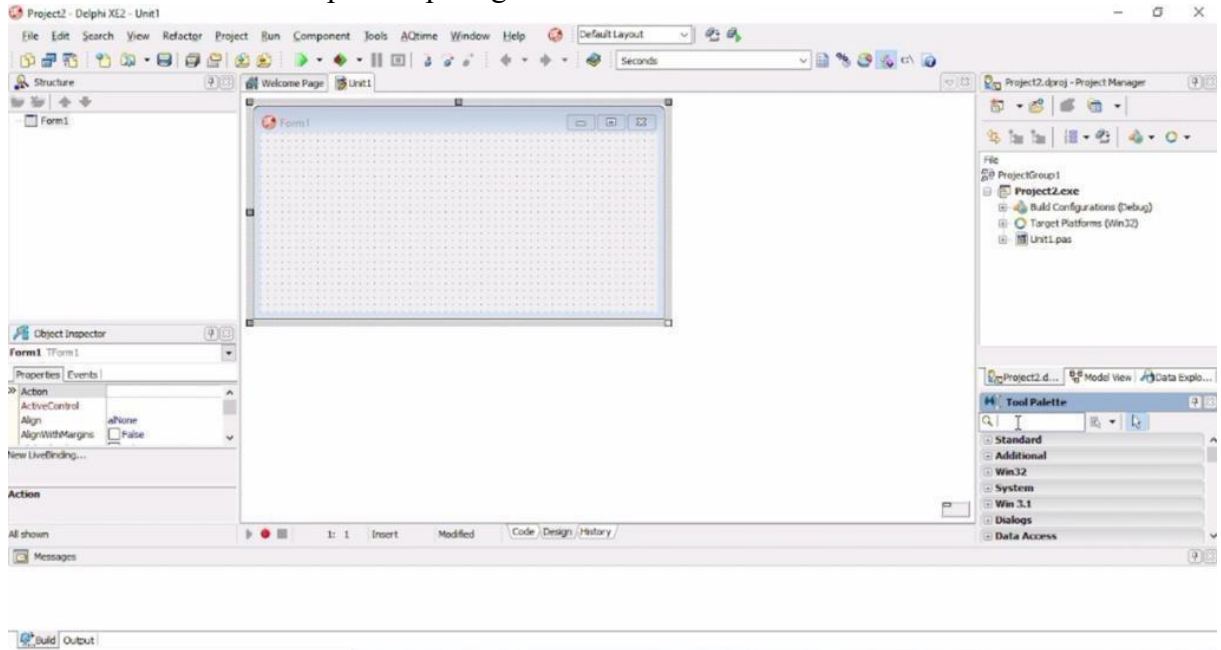 Project2 - Delphi XE2 - Unit1
File Edit Search View Refactor Project Run Component Tools AQtime Window Help Default Layout
Seconds
Structure
Form1
Welcome Page Unit1
Form1
Project2.dproj - Project Manager
File
ProjectGroup1
Project2.exe
Build Configurations (Debug)
Target Platforms (Win32)
Unit1.pas
Project2.d... Model View Data Explo...
Object Inspector
Form1 TForm1
Properties Events
Action
ActiveControl
Align alNone
AlignWithMargins False
New LiveBinding...
Action
All shown
Tool Palette
Standard
Additional
Win32
System
Win 3.1
Dialogs
Data Access
1: 1 Insert Modified Code Design History
Messages
Build Output